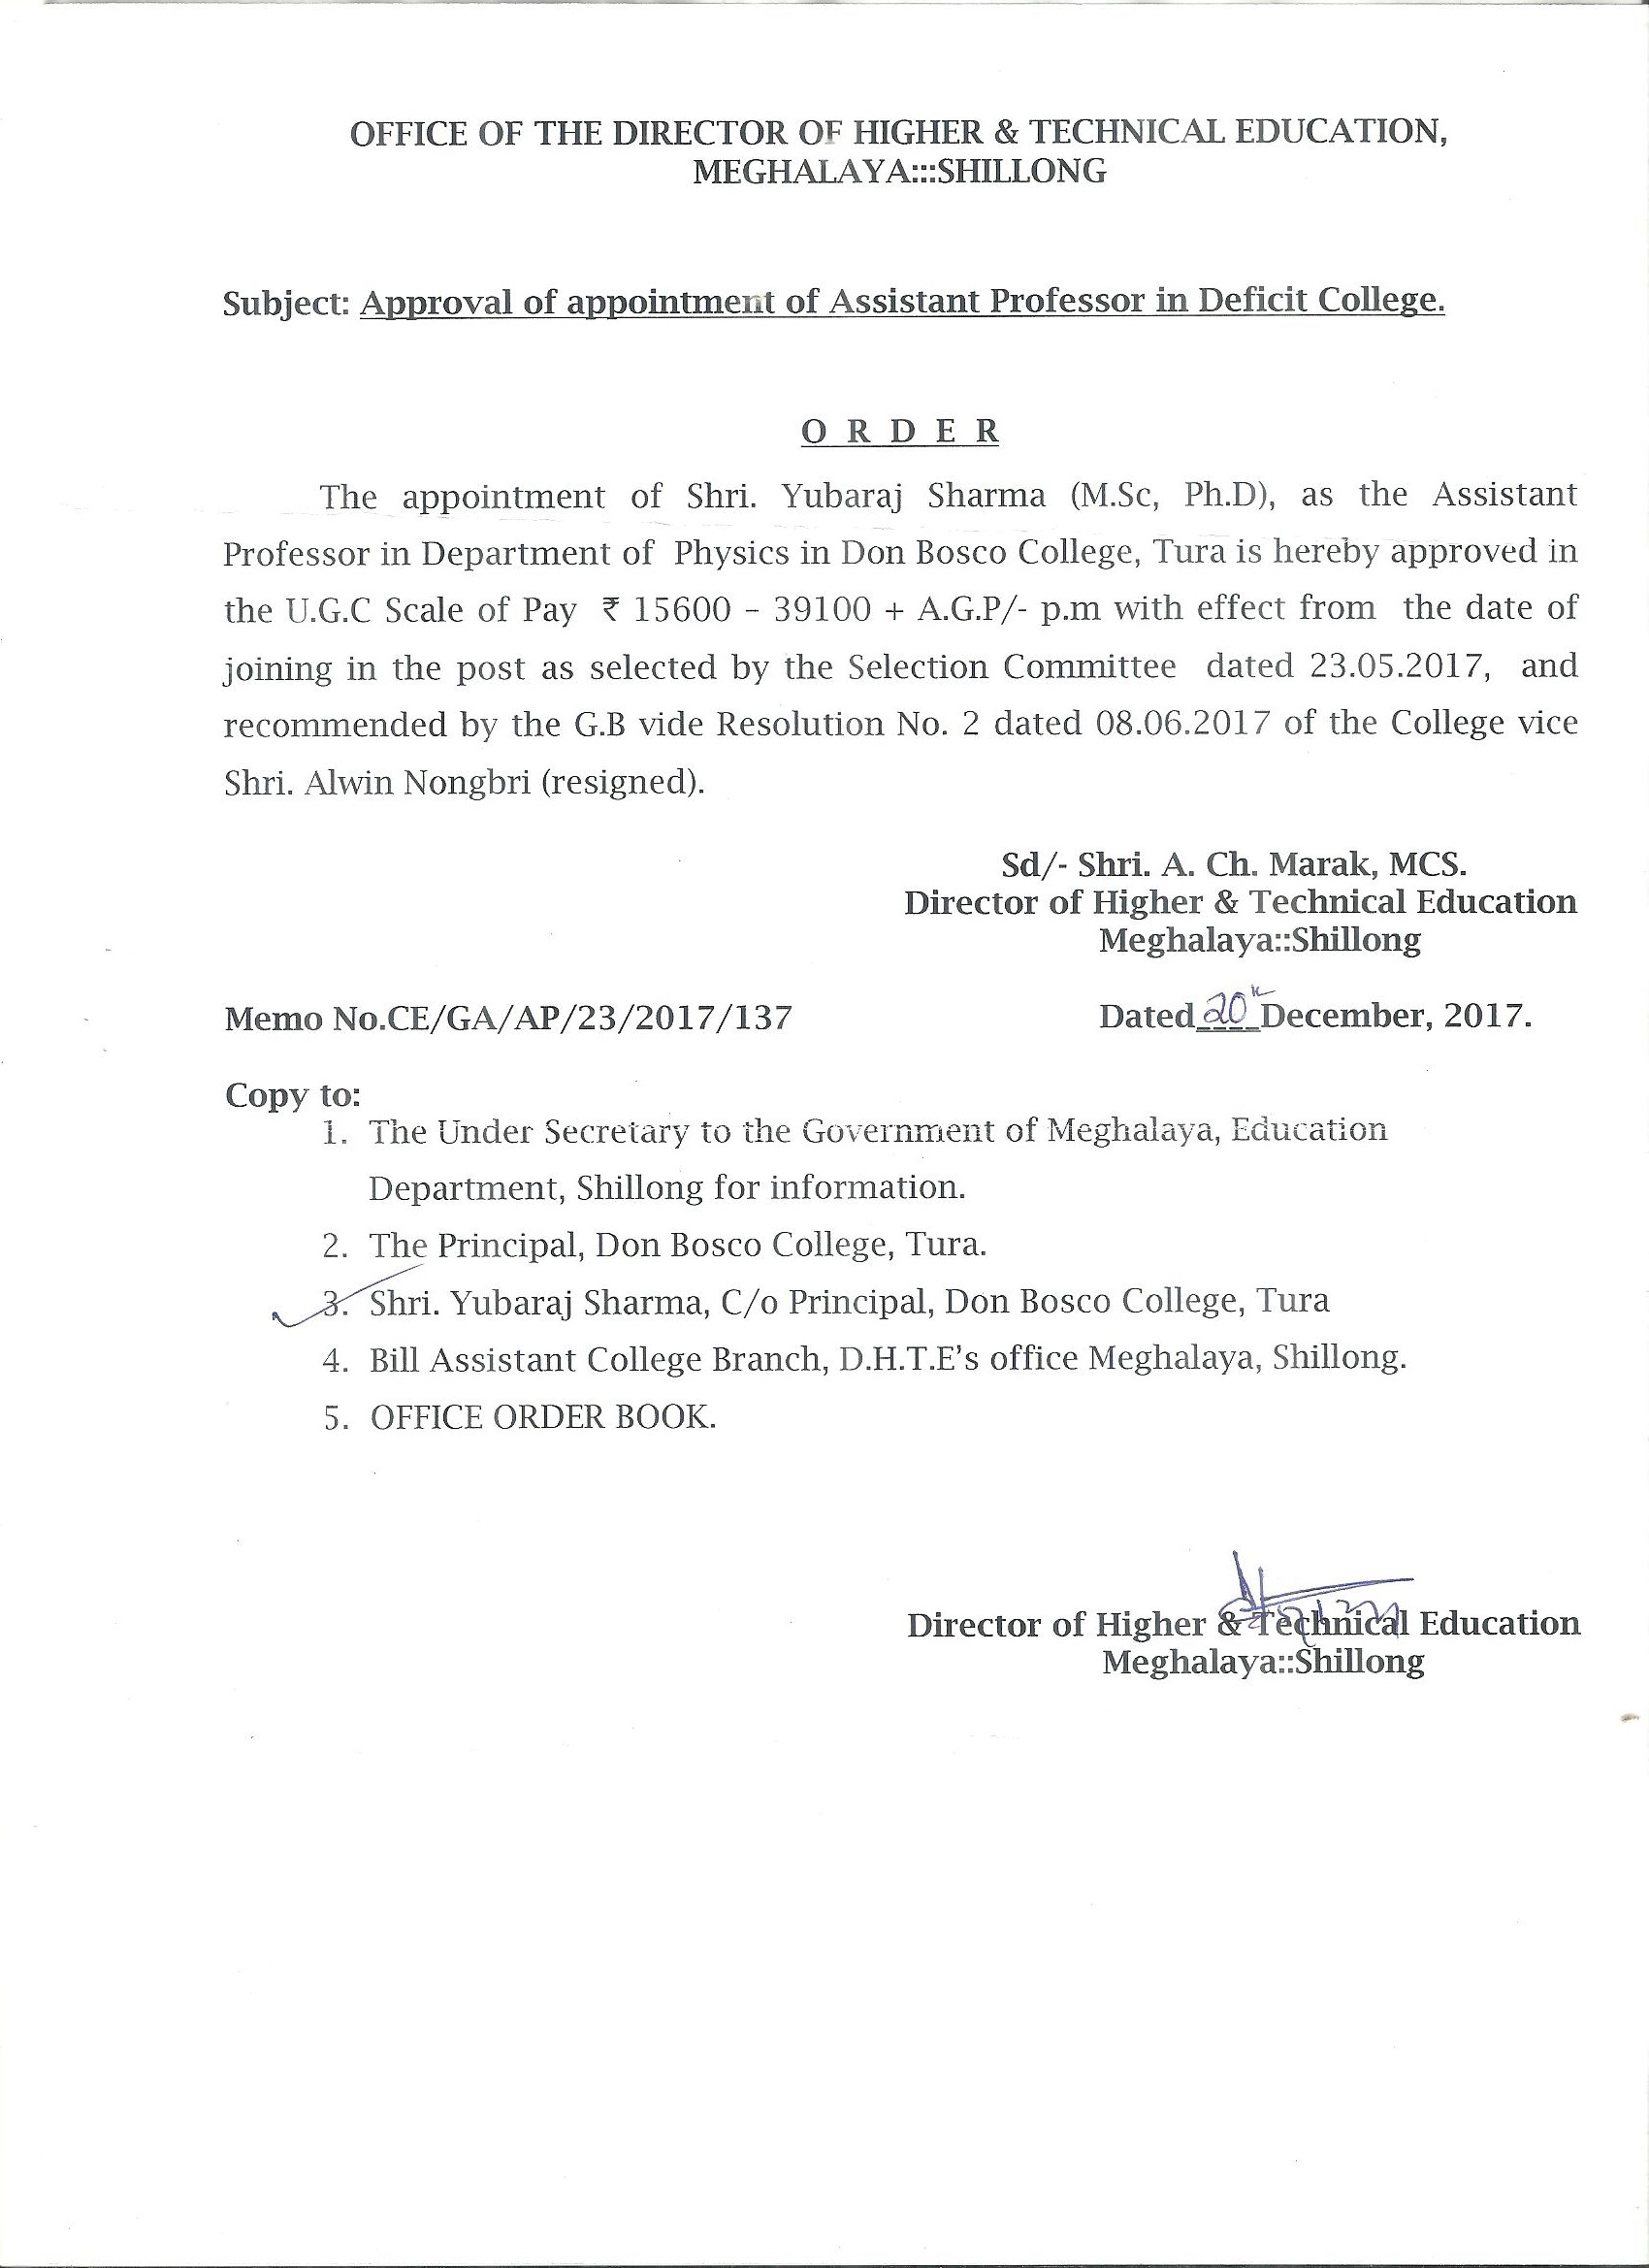 OFFICE OF THE DIRECTOR OF HIGHER & TECHNICAL EDUCATION,
MEGHALAYA:::SHILLONG
Subject: Approval of appointment of Assistant Professor in Deficit College.
O R D E R
The appointment of Shri. Yubaraj Sharma (M.Sc, Ph.D), as the Assistant
Professor in Department of Physics in Don Bosco College, Tura is hereby approved in
the U.G.C Scale of Pay ₹ 15600 – 39100 + A.G.P/- p.m with effect from the date of
joining in the post as selected by the Selection Committee dated 23.05.2017, and
recommended by the G.B vide Resolution No. 2 dated 08.06.2017 of the College vice
Shri. Alwin Nongbri (resigned).
Sd/- Shri. A. Ch. Marak, MCS.
Director of Higher & Technical Education
Meghalaya::Shillong
Memo No.CE/GA/AP/23/2017/137 Dated 20th December, 2017.
Copy to:
1. The Under Secretary to the Government of Meghalaya, Education
Department, Shillong for information.
2. The Principal, Don Bosco College, Tura.
3. Shri. Yubaraj Sharma, C/o Principal, Don Bosco College, Tura
4. Bill Assistant College Branch, D.H.T.E's office Meghalaya, Shillong.
5. OFFICE ORDER BOOK.
Director of Higher & Technical Education
Meghalaya::Shillong